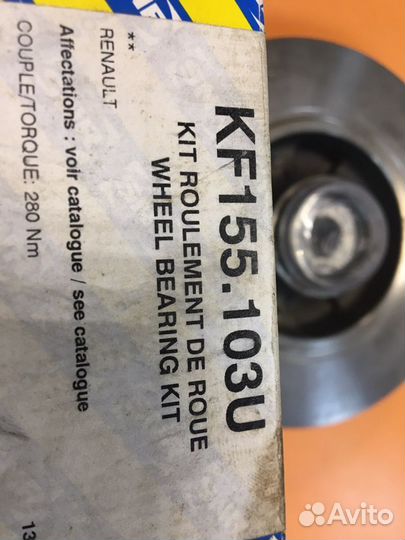 KF155.103U
KIT ROULEMENT DE ROUE
WHEEL BEARING KIT
**
RENAULT
Affectations : voir catalogue / see catalogue
COUPLE/TORQUE: 280 Nm
13
Avito